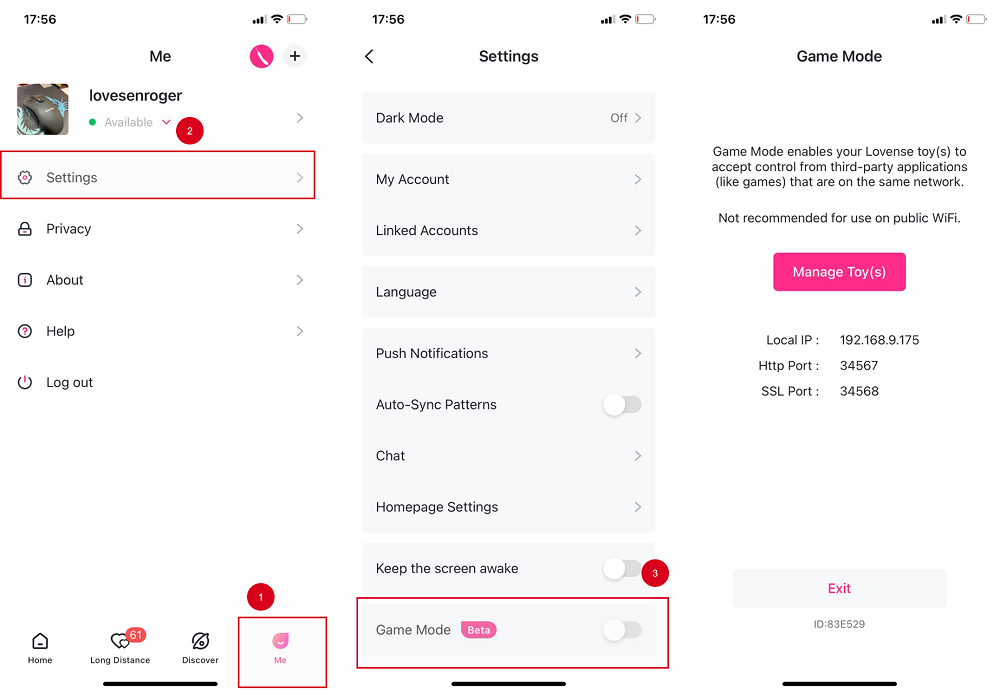 17:56
Me
lovesenroger
Available
2
Settings
Privacy
About
Help
Log out
1
61
Home
Long Distance
Discover
Me
17:56
Settings
Dark Mode
Off
My Account
Linked Accounts
Language
Push Notifications
Auto-Sync Patterns
Chat
Homepage Settings
Keep the screen awake
3
Game Mode Beta
17:56
Game Mode
Game Mode enables your Lovense toy(s) to
accept control from third-party applications
(like games) that are on the same network.
Not recommended for use on public WiFi.
Manage Toy(s)
Local IP : 192.168.9.175
Http Port : 34567
SSL Port : 34568
Exit
ID:83E529